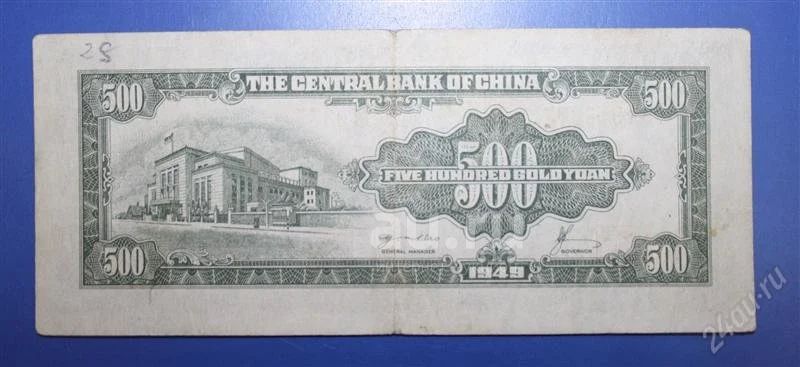 28
THE CENTRAL BANK OF CHINA
500
500
500
FIVE HUNDRED GOLD YUAN
GENERAL MANAGER
GOVERNOR
500
1949
500
24au.ru